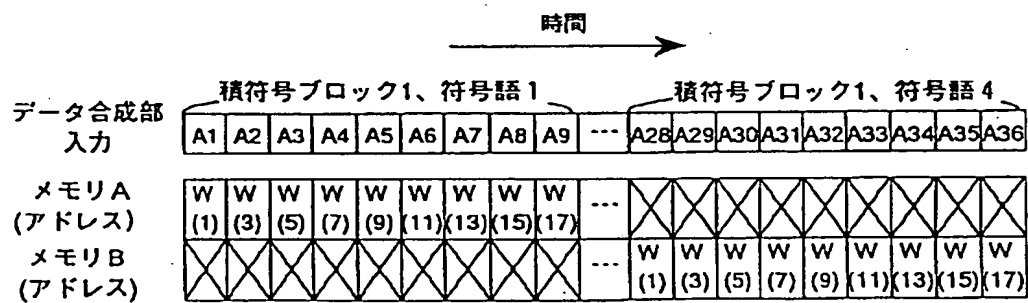 時間
積符号ブロック1、符号語1
積符号ブロック1、符号語4
データ合成部
入力
A1 A2 A3 A4 A5 A6 A7 A8 A9 --- A28 A29 A30 A31 A32 A33 A34 A35 A36
メモリA
(アドレス)
W W W W W W W W W ---
(1) (3) (5) (7) (9) (11) (13) (15) (17)
メモリB
(アドレス)
--- W W W W W W W W W
(1) (3) (5) (7) (9) (11) (13) (15) (17)